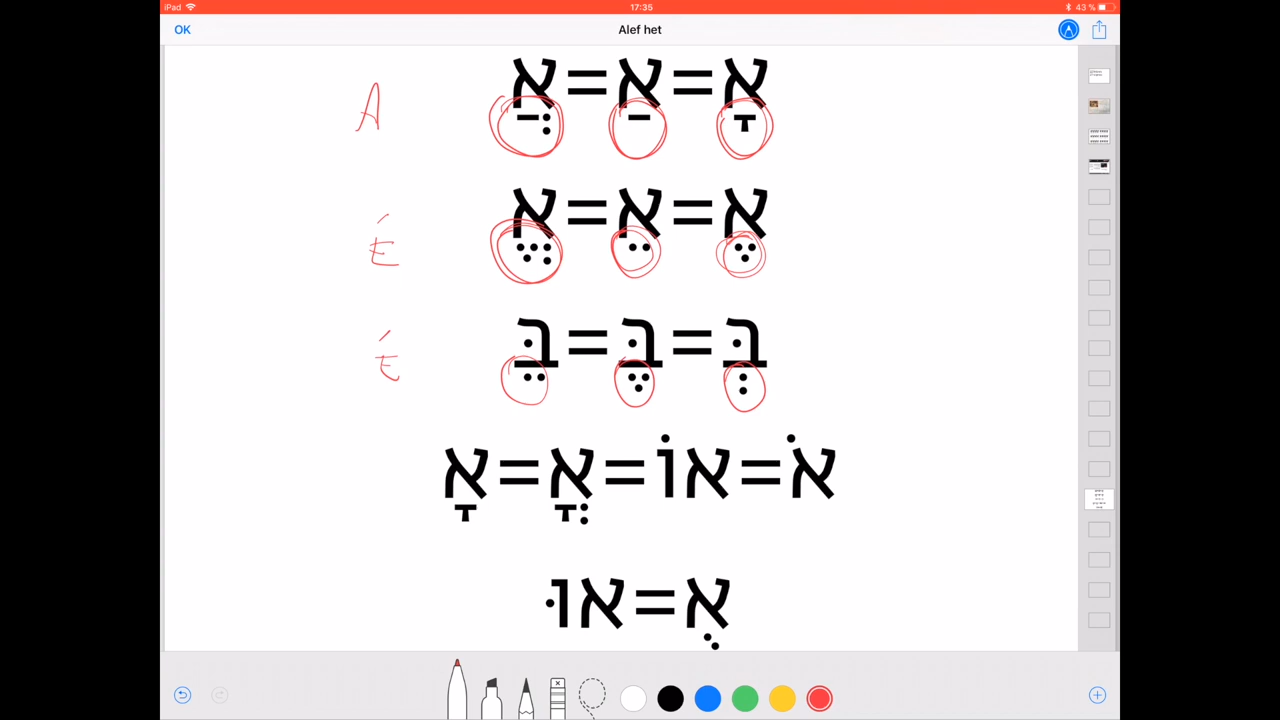 iPad 17:35 43 %
OK Alef het
A אָ=אַ=אֲ
É אֶ=אֵ=אֱ
É בְּ=בֶּ=בֵּ
אֹ=אוֹ=אֳ=אָ
אֻ=אוּ